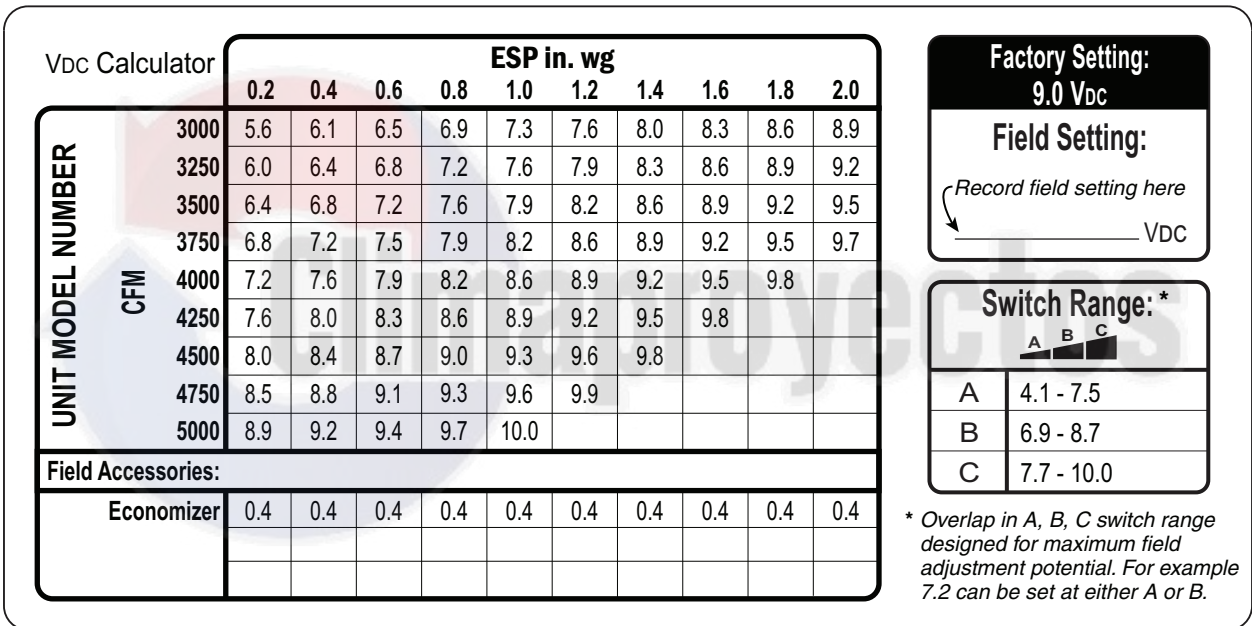 VDC Calculator
ESP in. wg
0.2 0.4 0.6 0.8 1.0 1.2 1.4 1.6 1.8 2.0
UNIT MODEL NUMBER
CFM
3000 5.6 6.1 6.5 6.9 7.3 7.6 8.0 8.3 8.6 8.9
3250 6.0 6.4 6.8 7.2 7.6 7.9 8.3 8.6 8.9 9.2
3500 6.4 6.8 7.2 7.6 7.9 8.2 8.6 8.9 9.2 9.5
3750 6.8 7.2 7.5 7.9 8.2 8.6 8.9 9.2 9.5 9.7
4000 7.2 7.6 7.9 8.2 8.6 8.9 9.2 9.5 9.8
4250 7.6 8.0 8.3 8.6 8.9 9.2 9.5 9.8
4500 8.0 8.4 8.7 9.0 9.3 9.6 9.8
4750 8.5 8.8 9.1 9.3 9.6 9.9
5000 8.9 9.2 9.4 9.7 10.0
Field Accessories:
Economizer 0.4 0.4 0.4 0.4 0.4 0.4 0.4 0.4 0.4 0.4
Factory Setting:
9.0 VDC
Field Setting:
Record field setting here
VDC
Switch Range: *
A B C
A 4.1 - 7.5
B 6.9 - 8.7
C 7.7 - 10.0
* Overlap in A, B, C switch range
designed for maximum field
adjustment potential. For example
7.2 can be set at either A or B.
Climaproyectos